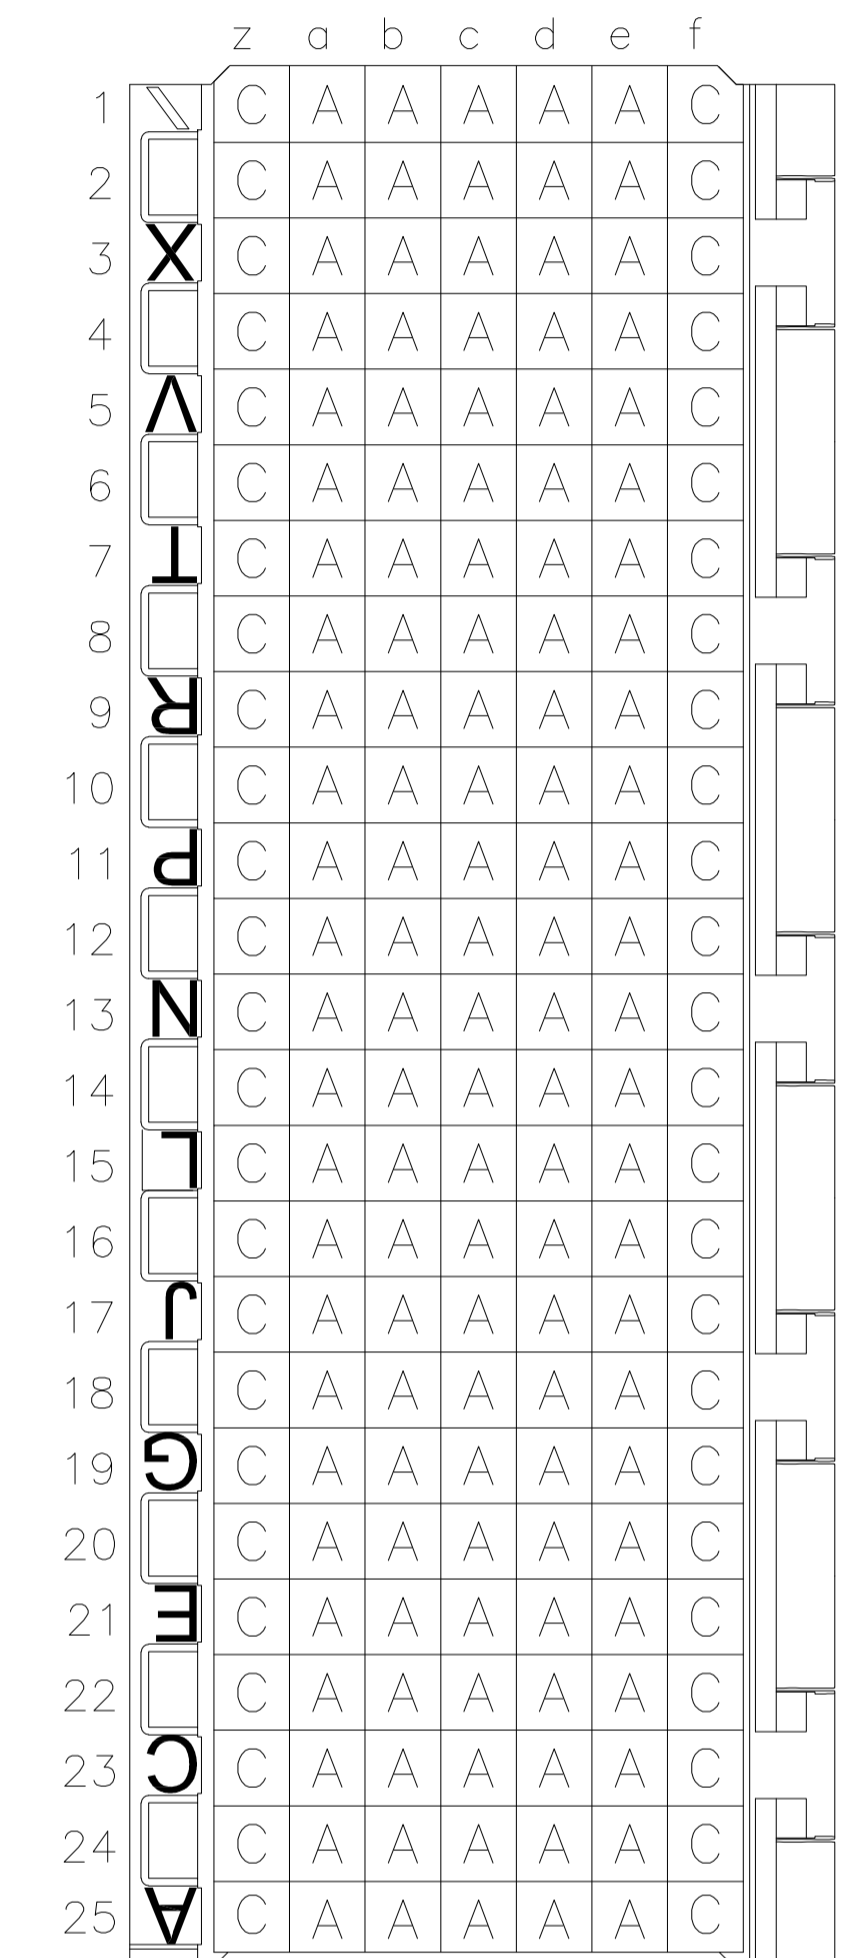 z a b c d e f
1 \ C A A A A A C
2 C A A A A A C
3 X C A A A A A C
4 C A A A A A C
5 V C A A A A A C
6 C A A A A A C
7 T C A A A A A C
8 C A A A A A C
9 R C A A A A A C
10 C A A A A A C
11 P C A A A A A C
12 C A A A A A C
13 N C A A A A A C
14 C A A A A A C
15 L C A A A A A C
16 C A A A A A C
17 J C A A A A A C
18 C A A A A A C
19 G C A A A A A C
20 C A A A A A C
21 E C A A A A A C
22 C A A A A A C
23 C C A A A A A C
24 C A A A A A C
25 A C A A A A A C